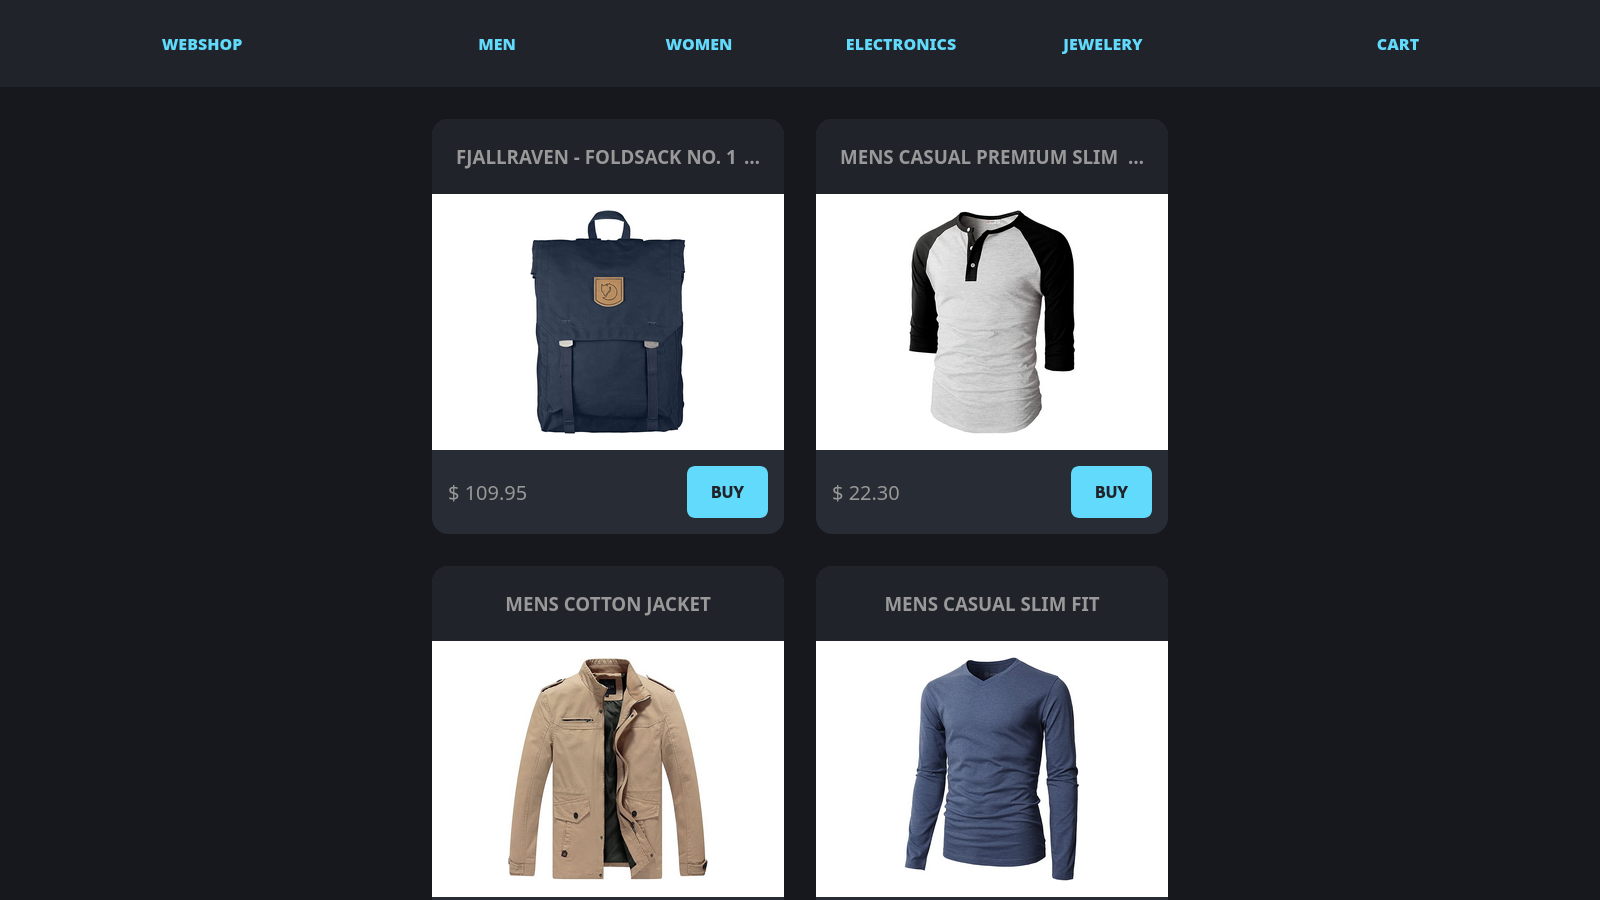 WEBSHOP MEN WOMEN ELECTRONICS JEWELERY CART
FJALLRAVEN - FOLDSACK NO. 1 ...
MENS CASUAL PREMIUM SLIM ...
$ 109.95 BUY
$ 22.30 BUY
MENS COTTON JACKET
MENS CASUAL SLIM FIT